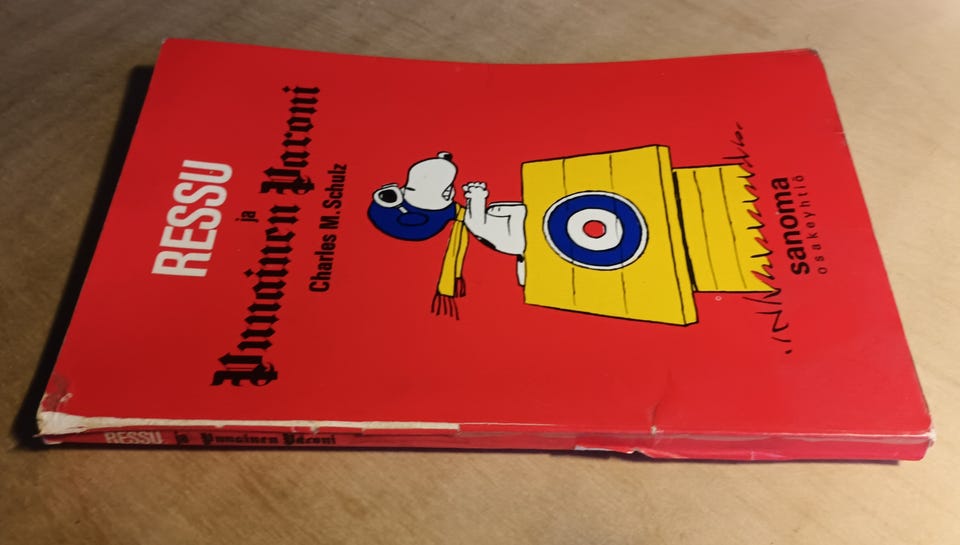 RESSU
ja
Punainen Paroni
Charles M. Schulz
sanoma
osakeyhtiö
RESSU ja Punainen Paroni